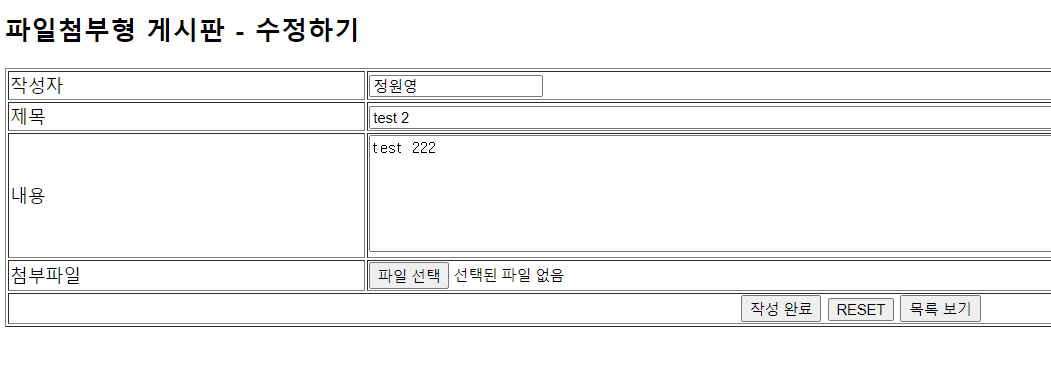 파일첨부형 게시판 - 수정하기
작성자 정원영
제목 test 2
내용 test 222
첨부파일 파일 선택 선택된 파일 없음
작성 완료 RESET 목록 보기